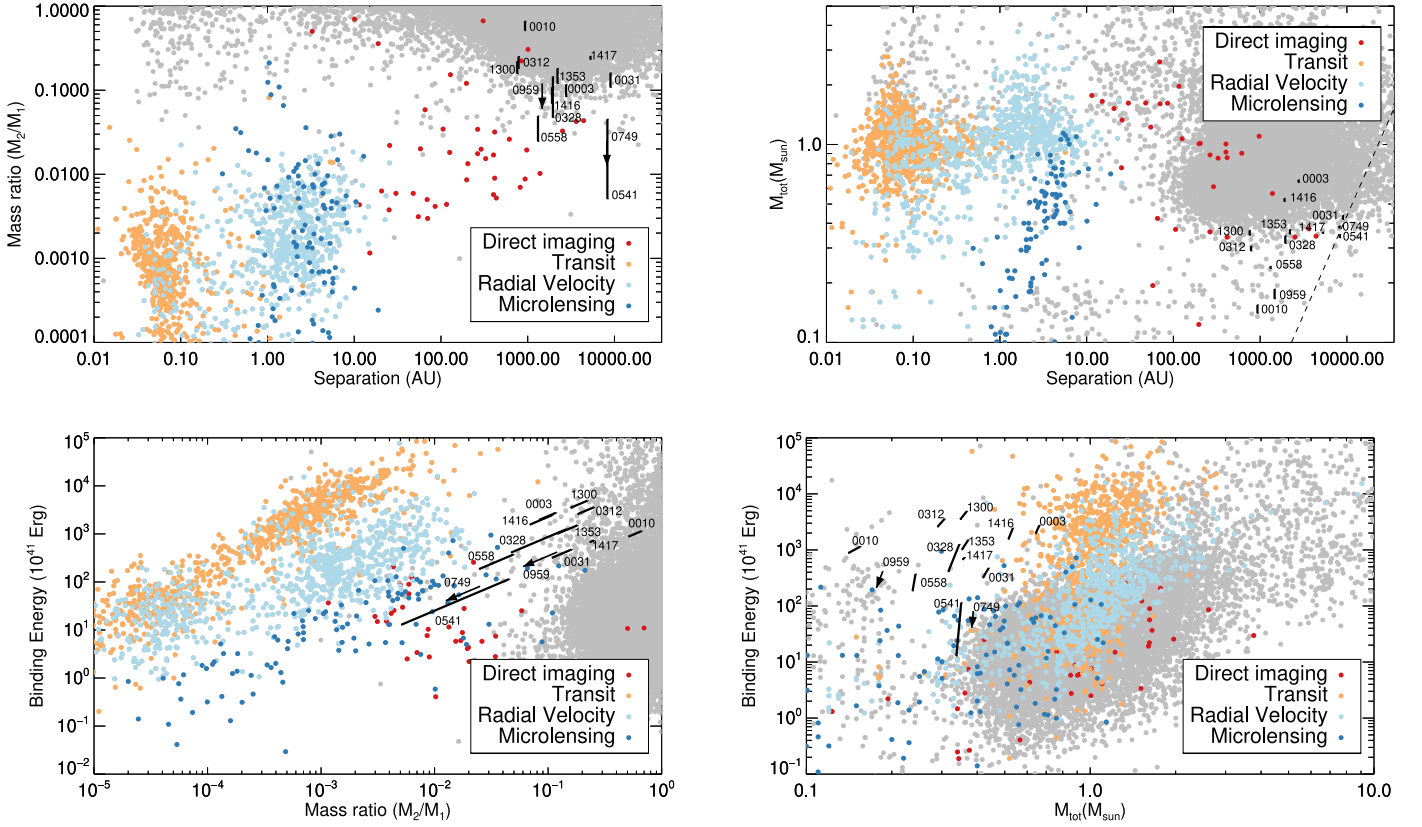 1.0000
0.1000
0.0100
0.0010
0.0001
Mass ratio (M2/M1)
0010
1417
0312
1300
1353
0031
0959
0003
1416
0328
0558
0749
0541
Direct imaging
Transit
Radial Velocity
Microlensing
0.01 0.10 1.00 10.00 100.00 1000.00 10000.00
Separation (AU)
1.0
0.1
Mtot(Msun)
Direct imaging
Transit
Radial Velocity
Microlensing
0003
1416
0031
1353
1417
0749
1300
0541
0312
0328
0558
0959
0010
0.01 0.10 1.00 10.00 100.00 1000.00 10000.00
Separation (AU)
10^5
10^4
10^3
10^2
10^1
10^0
10^-1
10^-2
Binding Energy (10^41 Erg)
1300
0003
0312
1416
0010
0328
1353
1417
0558
0031
0959
0749
0541
Direct imaging
Transit
Radial Velocity
Microlensing
10^-5 10^-4 10^-3 10^-2 10^-1 10^0
Mass ratio (M2/M1)
10^5
10^4
10^3
10^2
10^1
10^0
10^-1
Binding Energy (10^41 Erg)
0312
1300
1416
0003
0010
0328
1353
1417
0959
0031
0558
0541
0749
Direct imaging
Transit
Radial Velocity
Microlensing
0.1 1.0 10.0
Mtot(Msun)